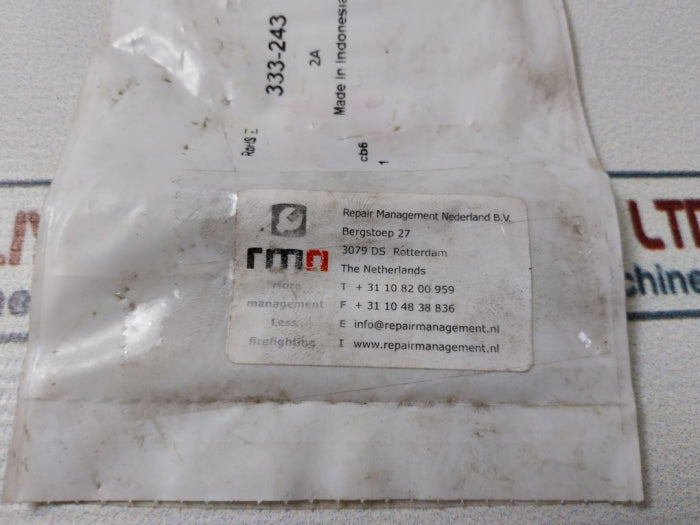 333-243
2A
Made in Indonesia
RoHS
cb6
1
rmn
More
management
Less
firefighting
Repair Management Nederland B.V.
Bergstoep 27
3079 DS Rotterdam
The Netherlands
T + 31 10 82 00 959
F + 31 10 48 38 836
E info@repairmanagement.nl
I www.repairmanagement.nl
LTD